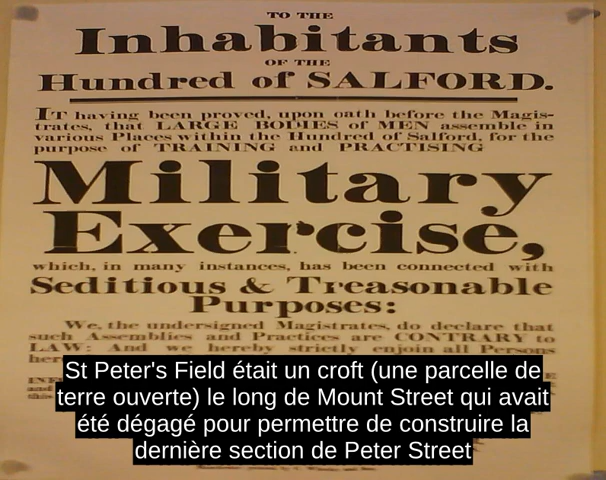 TO THE
Inhabitants
OF THE
Hundred of SALFORD.
IT having been proved, upon oath before the Magis-
trates, that LARGE BODIES of MEN assemble in
various Places within the Hundred of Salford, for the
purpose of TRAINING and PRACTISING
Military
Exercise,
which, in many instances, has been connected with
Seditious & Treasonable
Purposes:
We, the undersigned Magistrates, do declare that
such Assemblies and Practices are CONTRARY to
LAW: And we hereby strictly enjoin all Persons
St Peter's Field était un croft (une parcelle de
terre ouverte) le long de Mount Street qui avait
été dégagé pour permettre de construire la
dernière section de Peter Street